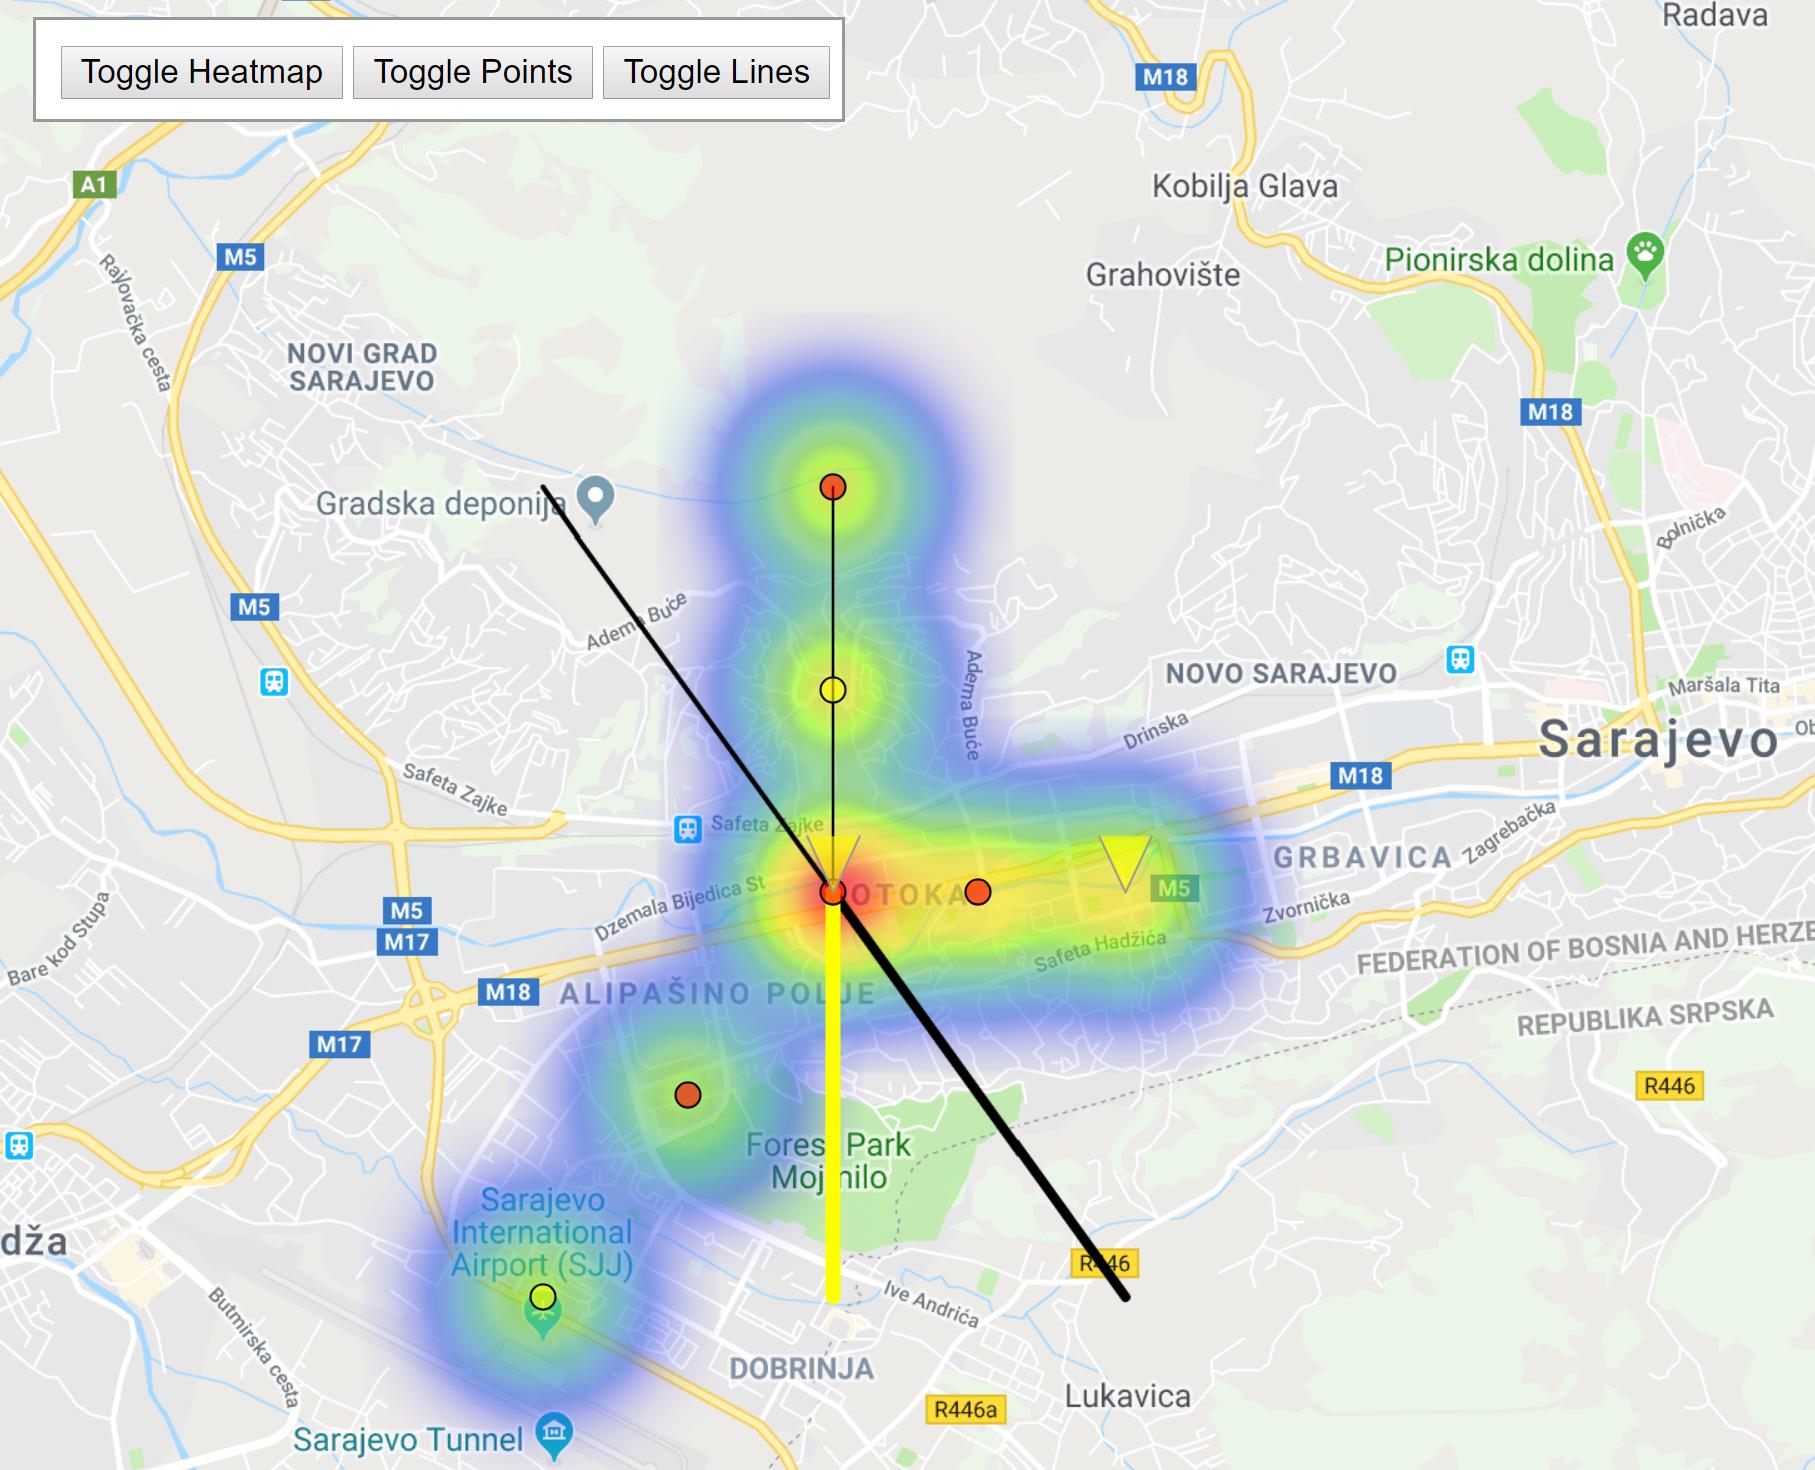 Radava
Toggle Heatmap
Toggle Points
Toggle Lines
M18
A1
Kobilja Glava
M5
Pionirska dolina
Grahovište
Rajlovačka cesta
NOVI GRAD
SARAJEVO
M18
Gradska deponija
Bolnička
M5
Adema Buće
Adema Buće
NOVO SARAJEVO
Maršala Tita
Drinska
Sarajevo
Ob
M18
Safeta Zajke
Safeta Zajke
Zagrebačka
GRBAVICA
Dzemala Bijedica St
OTOKA
M5
Zvornička
M5
M17
Bare kod Stupa
Safeta Hadžića
FEDERATION OF BOSNIA AND HERZE
M18
ALIPAŠINO POLJE
REPUBLIKA SRPSKA
M17
R446
Forest Park
Mojmilo
Sarajevo
International
Airport (SJJ)
dža
R446
Butmirska cesta
Ive Andrića
DOBRINJA
Lukavica
R446a
Sarajevo Tunnel